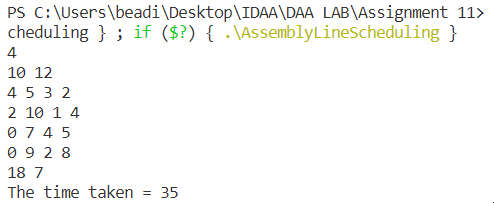 PS C:\Users\beadi\Desktop\IDAA\DAA LAB\Assignment 11>
cheduling } ; if ($?) { .\AssemblyLineScheduling }
4
10 12
4 5 3 2
2 10 1 4
0 7 4 5
0 9 2 8
18 7
The time taken = 35